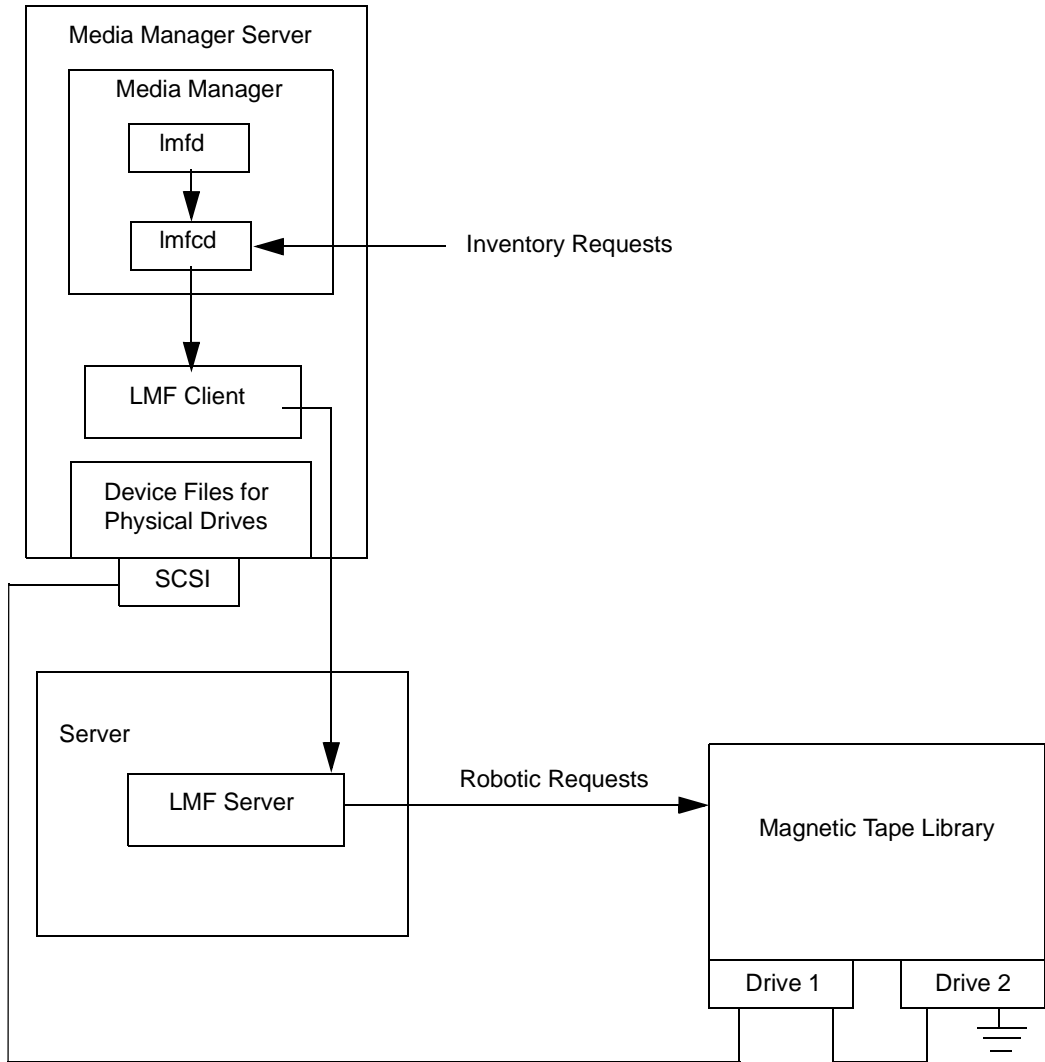 Media Manager Server
Media Manager
lmfd
lmfcd
Inventory Requests
LMF Client
Device Files for
Physical Drives
SCSI
Server
LMF Server
Robotic Requests
Magnetic Tape Library
Drive 1
Drive 2